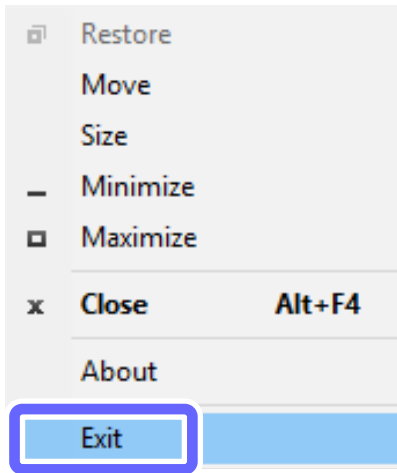 Restore
Move
Size
Minimize
Maximize
Close Alt+F4
About
Exit